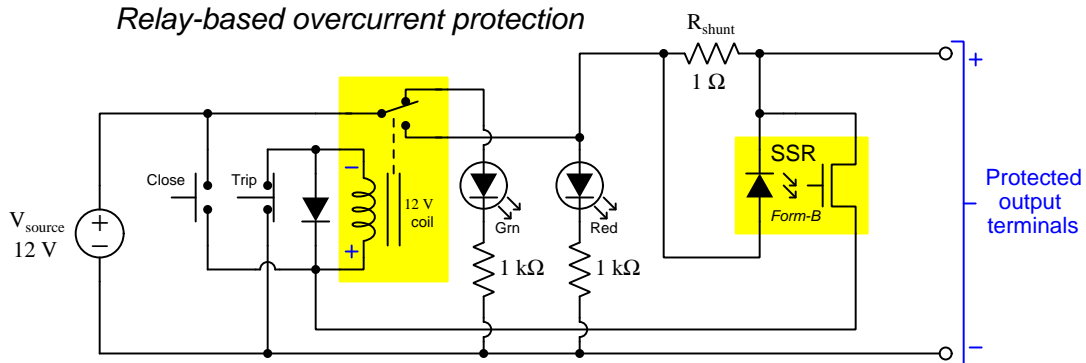 Relay-based overcurrent protection
R_shunt
1 Ω
+
Close
Trip
−
+
12 V
coil
V_source
12 V
+
−
Grn
Red
1 kΩ
1 kΩ
SSR
Form-B
Protected
output
terminals
−